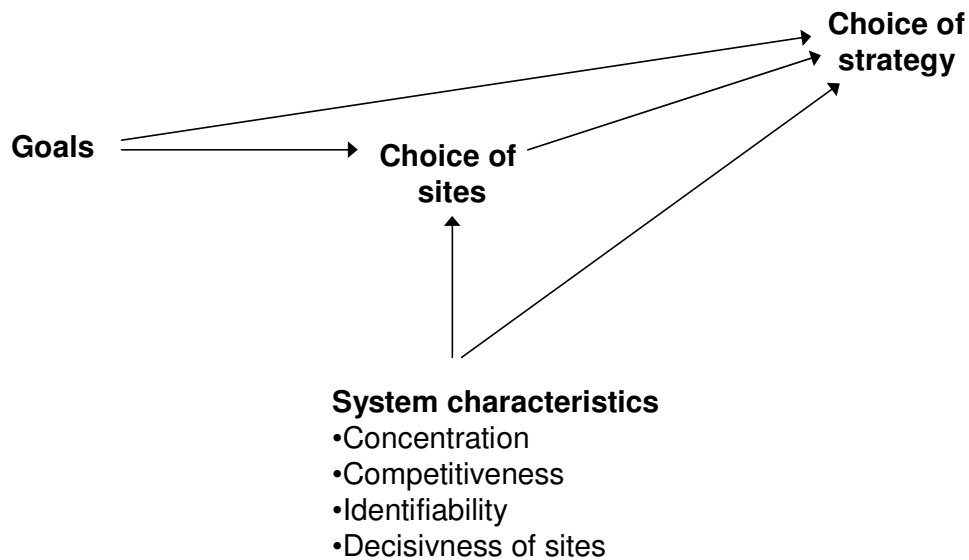 Choice of
strategy
Goals
Choice of
sites
System characteristics
•Concentration
•Competitiveness
•Identifiability
•Decisivness of sites